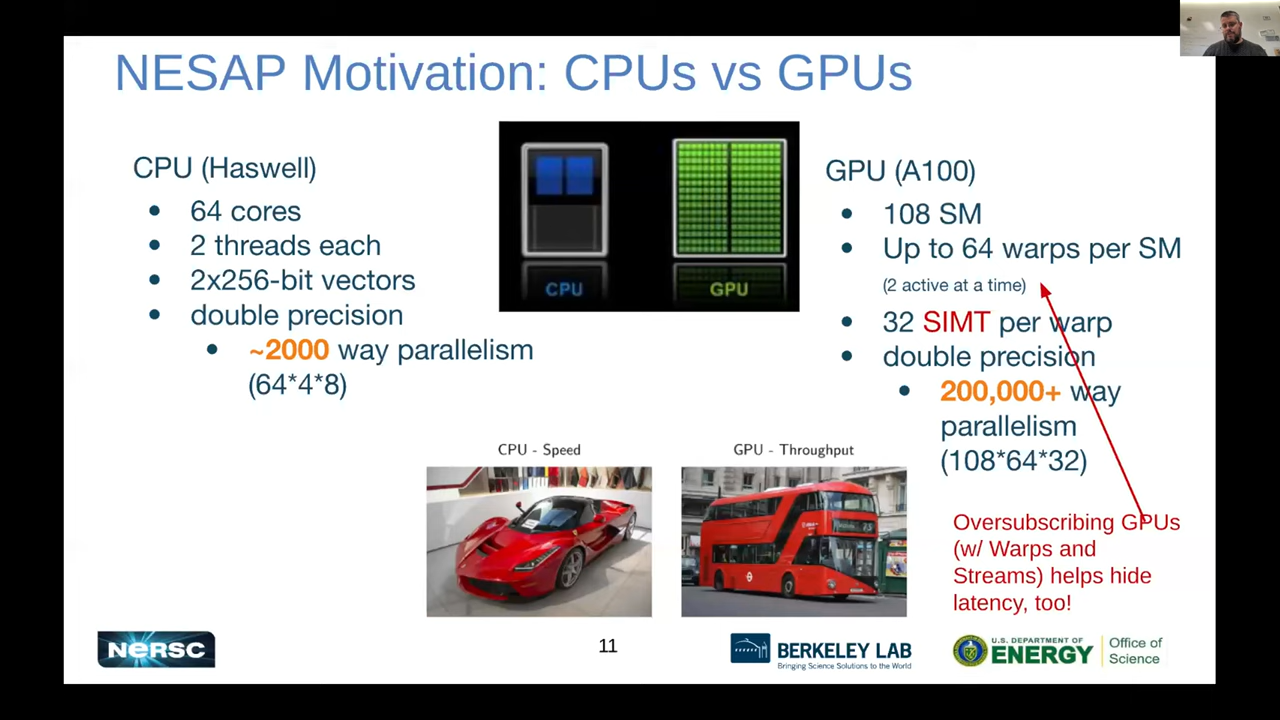 NESAP Motivation: CPUs vs GPUs
CPU (Haswell)
• 64 cores
• 2 threads each
• 2x256-bit vectors
• double precision
• ~2000 way parallelism
(64*4*8)
CPU
GPU
GPU (A100)
• 108 SM
• Up to 64 warps per SM
(2 active at a time)
• 32 SIMT per warp
• double precision
• 200,000+ way
parallelism
(108*64*32)
CPU - Speed
GPU - Throughput
Oversubscribing GPUs
(w/ Warps and
Streams) helps hide
latency, too!
NERSC
11
BERKELEY LAB
Bringing Science Solutions to the World
U.S. DEPARTMENT OF
ENERGY
Office of
Science